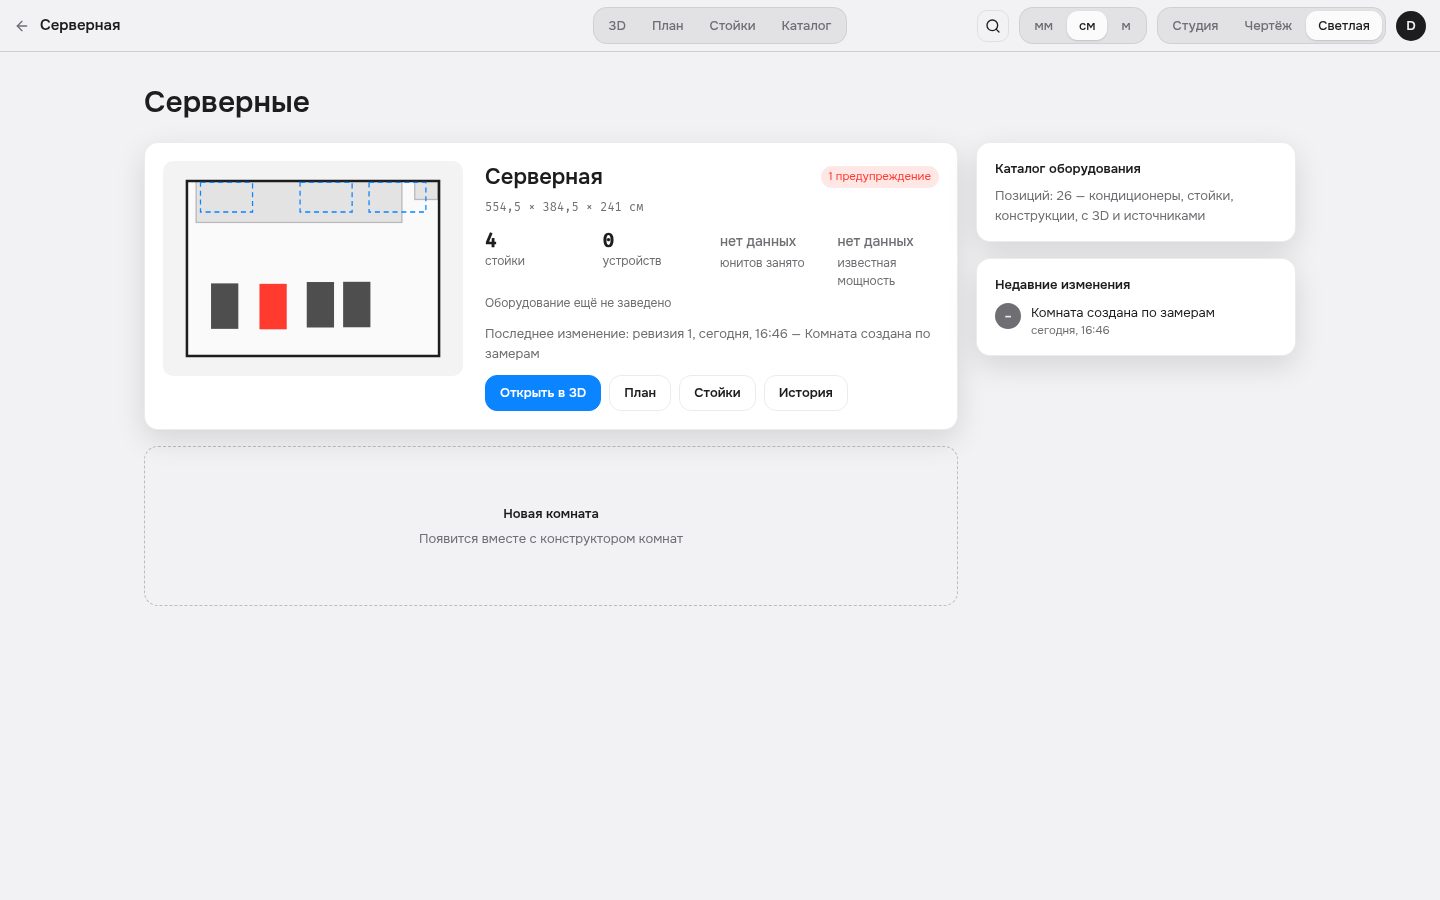 Серверная
3D План Стойки Каталог
мм см м
Студия Чертёж Светлая
D
Серверные
Серверная
1 предупреждение
554,5 × 384,5 × 241 см
4
стойки
0
устройств
нет данных
юнитов занято
нет данных
известная
мощность
Оборудование ещё не заведено
Последнее изменение: ревизия 1, сегодня, 16:46 — Комната создана по
замерам
Открыть в 3D План Стойки История
Новая комната
Появится вместе с конструктором комнат
Каталог оборудования
Позиций: 26 — кондиционеры, стойки,
конструкции, с 3D и источниками
Недавние изменения
–
Комната создана по замерам
сегодня, 16:46